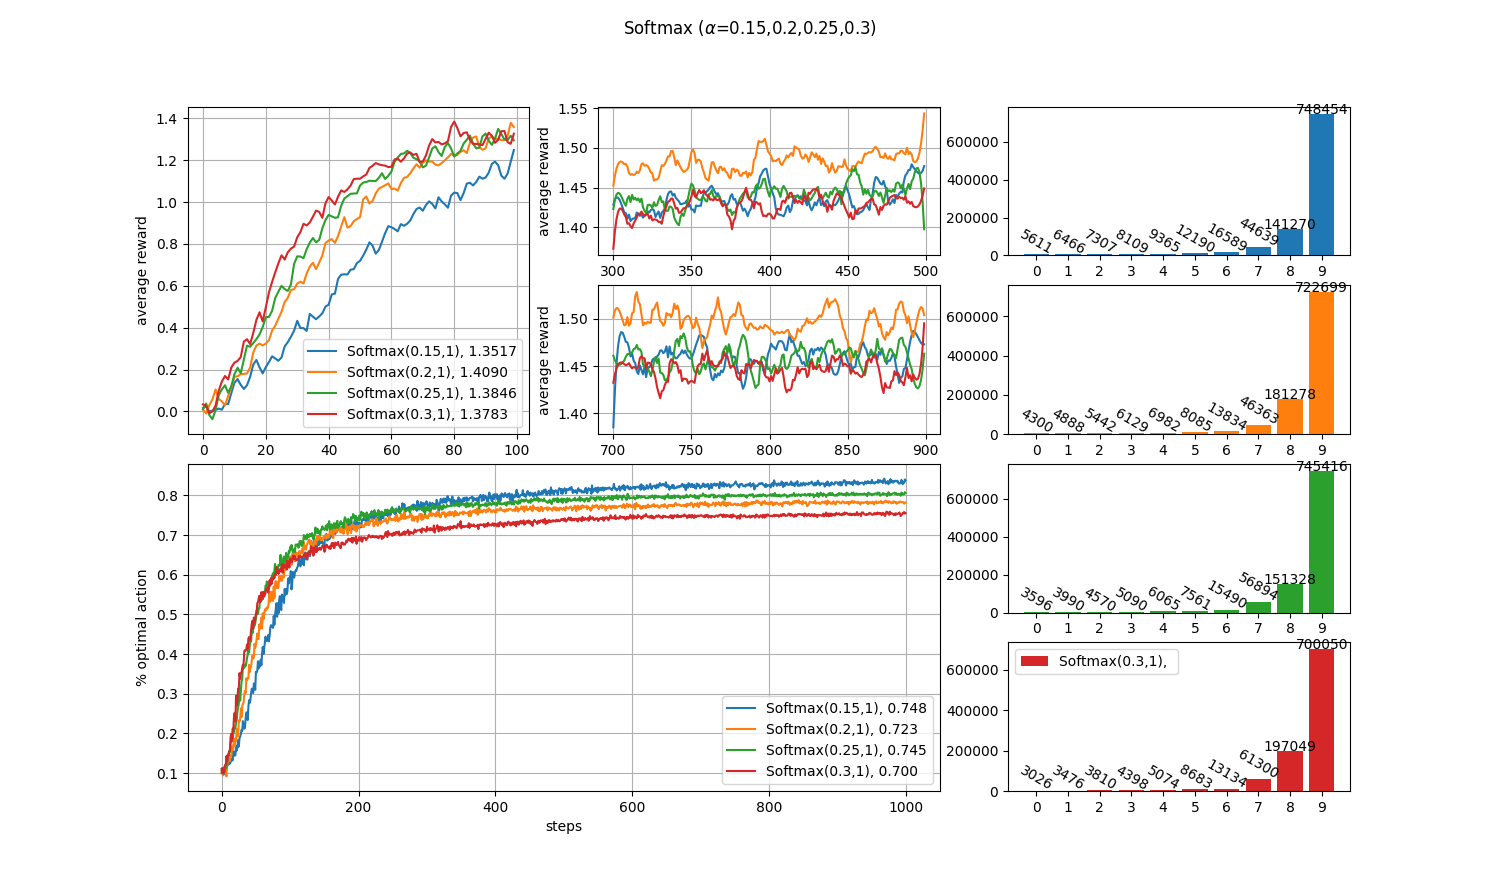 Softmax (α=0.15,0.2,0.25,0.3)
average reward
1.4
1.2
1.0
0.8
0.6
0.4
0.2
0.0
0 20 40 60 80 100
Softmax(0.15,1), 1.3517
Softmax(0.2,1), 1.4090
Softmax(0.25,1), 1.3846
Softmax(0.3,1), 1.3783
average reward
1.55
1.50
1.45
1.40
300 350 400 450 500
average reward
1.50
1.45
1.40
700 750 800 850 900
600000
400000
200000
0
5611 6466 7307 8109 9365 12190 16589 44639 141270 748454
0 1 2 3 4 5 6 7 8 9
600000
400000
200000
0
4300 4888 5442 6129 6982 8085 13834 46363 181278 722699
0 1 2 3 4 5 6 7 8 9
% optimal action
0.8
0.7
0.6
0.5
0.4
0.3
0.2
0.1
0 200 400 600 800 1000
steps
Softmax(0.15,1), 0.748
Softmax(0.2,1), 0.723
Softmax(0.25,1), 0.745
Softmax(0.3,1), 0.700
600000
400000
200000
0
3596 3990 4570 5090 6065 7561 15490 56894 151328 745416
0 1 2 3 4 5 6 7 8 9
Softmax(0.3,1),
600000
400000
200000
0
3026 3476 3810 4398 5074 8683 13134 61300 197049 700050
0 1 2 3 4 5 6 7 8 9